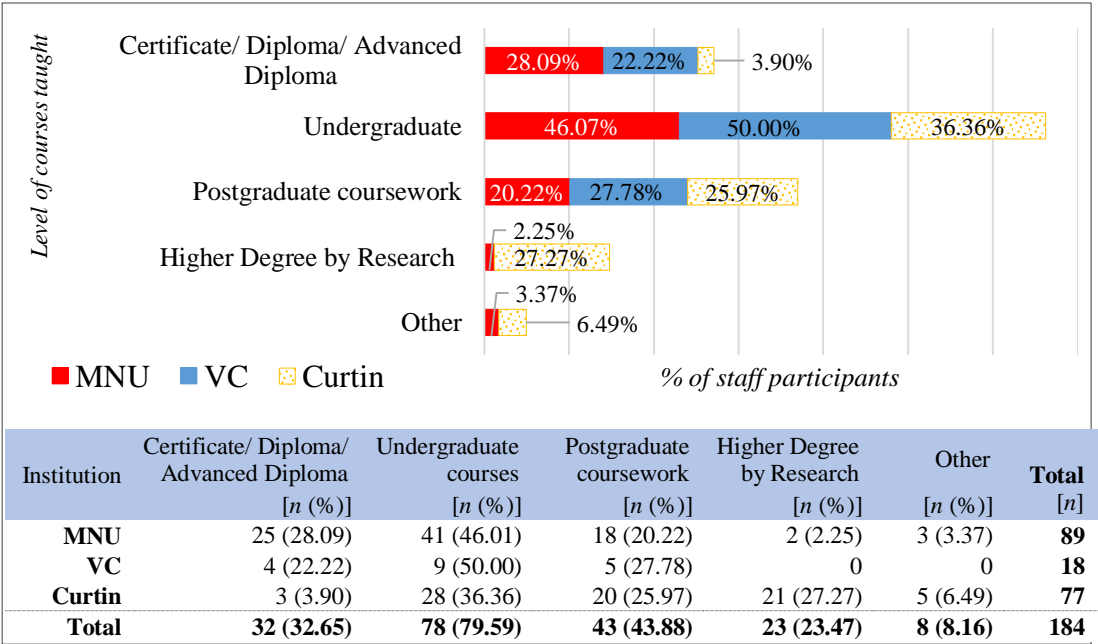 Level of courses taught
Certificate/ Diploma/ Advanced
Diploma
28.09% 22.22% 3.90%
Undergraduate
46.07% 50.00% 36.36%
Postgraduate coursework
20.22% 27.78% 25.97%
2.25%
Higher Degree by Research
27.27%
3.37%
Other
6.49%
MNU VC Curtin
% of staff participants
Institution Certificate/ Diploma/ Advanced Diploma [n (%)] Undergraduate courses [n (%)] Postgraduate coursework [n (%)] Higher Degree by Research [n (%)] Other [n (%)] Total [n]
MNU 25 (28.09) 41 (46.01) 18 (20.22) 2 (2.25) 3 (3.37) 89
VC 4 (22.22) 9 (50.00) 5 (27.78) 0 0 18
Curtin 3 (3.90) 28 (36.36) 20 (25.97) 21 (27.27) 5 (6.49) 77
Total 32 (32.65) 78 (79.59) 43 (43.88) 23 (23.47) 8 (8.16) 184